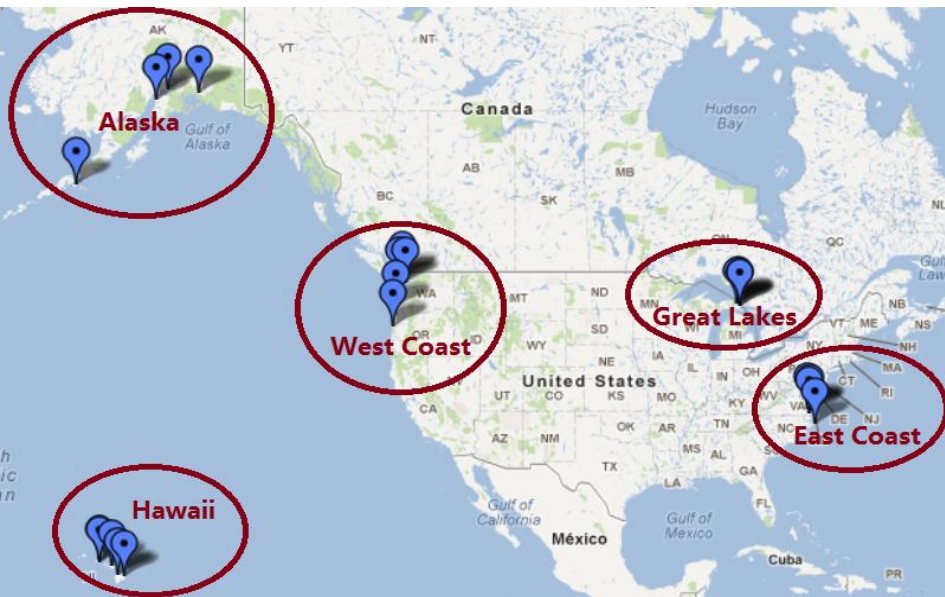 AK
YT
NT
Canada
Hudson
Bay
Alaska
Gulf of
Alaska
AB
MB
BC
SK
ON
QC
NL
WA
MT
ND
MN
Great Lakes
WI
MI
NB
NS
VT
ME
NH
NY
MA
West Coast
OR
ID
WY
SD
IA
NE
IL
IN
OH
CT
RI
United States
UT
CO
KS
MO
KY
WV
VA
DE
NJ
CA
East Coast
AZ
NM
OK
AR
TN
NC
MS
AL
GA
TX
LA
FL
Hawaii
Gulf of
California
Gulf of
Mexico
México
Cuba
PR